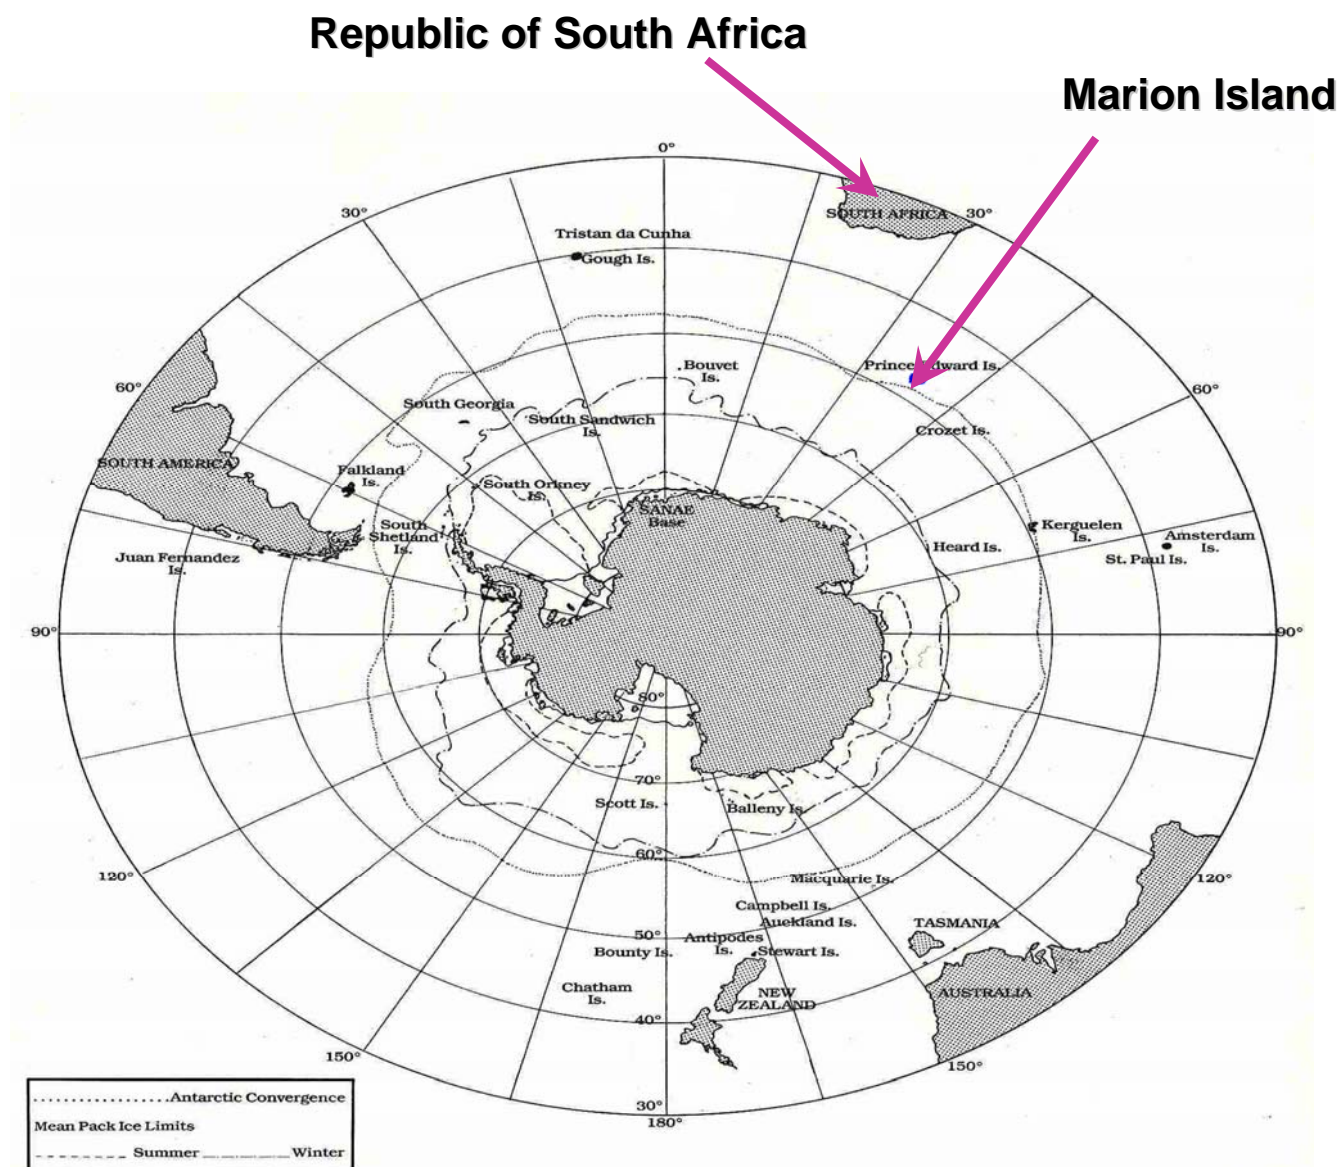 Republic of South Africa
Marion Island
0°
30°
SOUTH AFRICA
30°
Tristan da Cunha
Gough Is.
Bouvet
Is.
Prince Edward Is.
60°
60°
South Georgia
South Sandwich
Is.
Crozet Is.
SOUTH AMERICA
Falkland
Is.
South Orkney
Is.
SANAE
Base
South
Shetland
Is.
Kerguelen
Is.
Amsterdam
Is.
St. Paul Is.
Heard Is.
Juan Fernandez
Is.
90°
90°
80°
70°
Scott Is.
Balleny Is.
60°
120°
120°
Macquarie Is.
Campbell Is.
Auckland Is.
TASMANIA
50°
Antipodes
Is.
Bounty Is.
Stewart Is.
Chatham
Is.
NEW
ZEALAND
AUSTRALIA
40°
150°
150°
30°
180°
Antarctic Convergence
Mean Pack Ice Limits
Summer
Winter